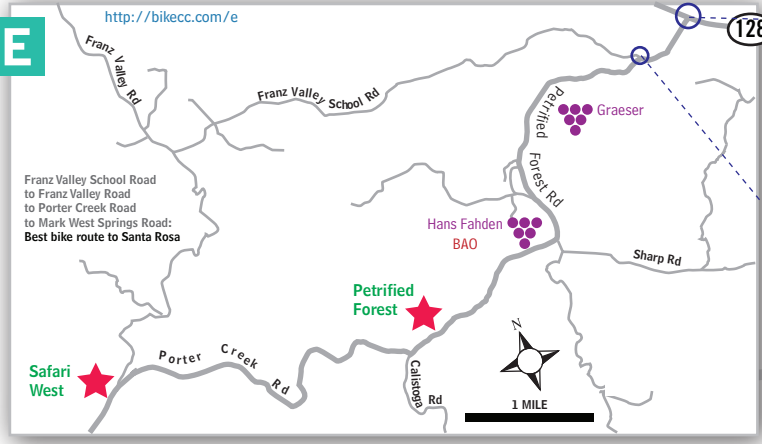 E
http://bikecc.com/e
128
Franz
Valley Rd
Franz Valley School Rd
Petrified
Forest Rd
Graeser
Franz Valley School Road
to Franz Valley Road
to Porter Creek Road
to Mark West Springs Road:
Best bike route to Santa Rosa
Hans Fahden
BAO
Sharp Rd
Petrified
Forest
N
Safari
West
Porter Creek Rd
Calistoga Rd
1 MILE